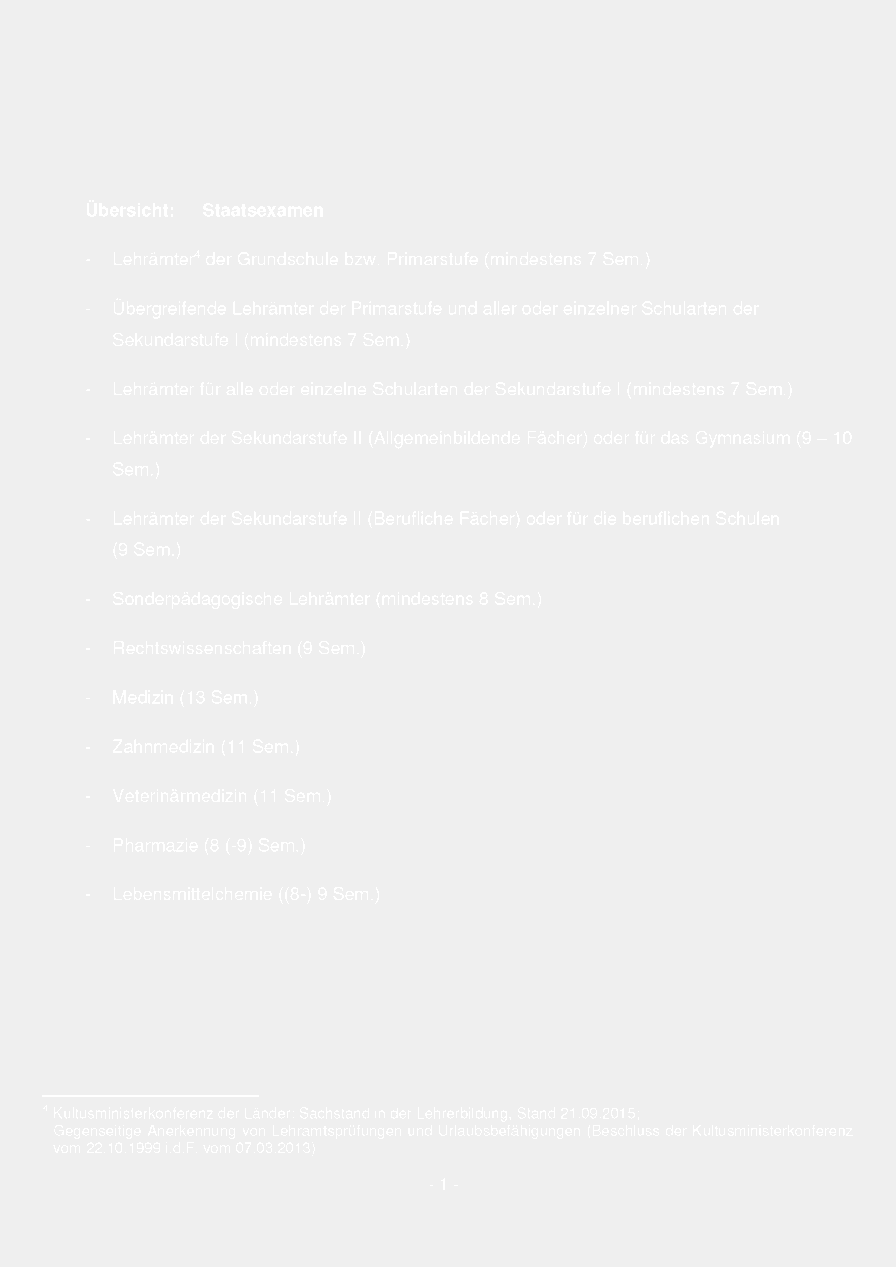 Übersicht: Staatsexamen
- Lehrämter⁴ der Grundschule bzw. Primarstufe (mindestens 7 Sem.)
- Übergreifende Lehrämter der Primarstufe und aller oder einzelner Schularten der
Sekundarstufe I (mindestens 7 Sem.)
- Lehrämter für alle oder einzelne Schularten der Sekundarstufe I (mindestens 7 Sem.)
- Lehrämter der Sekundarstufe II (Allgemeinbildende Fächer) oder für das Gymnasium (9 – 10
Sem.)
- Lehrämter der Sekundarstufe II (Berufliche Fächer) oder für die beruflichen Schulen
(9 Sem.)
- Sonderpädagogische Lehrämter (mindestens 8 Sem.)
- Rechtswissenschaften (9 Sem.)
- Medizin (13 Sem.)
- Zahnmedizin (11 Sem.)
- Veterinärmedizin (11 Sem.)
- Pharmazie (8 (-9) Sem.)
- Lebensmittelchemie ((8-) 9 Sem.)
⁴ Kultusministerkonferenz der Länder: Sachstand in der Lehrerbildung, Stand 21.09.2015;
Gegenseitige Anerkennung von Lehramtsprüfungen und Urlaubsbefähigungen (Beschluss der Kultusministerkonferenz
vom 22.10.1999 i.d.F. vom 07.03.2013)
- 1 -